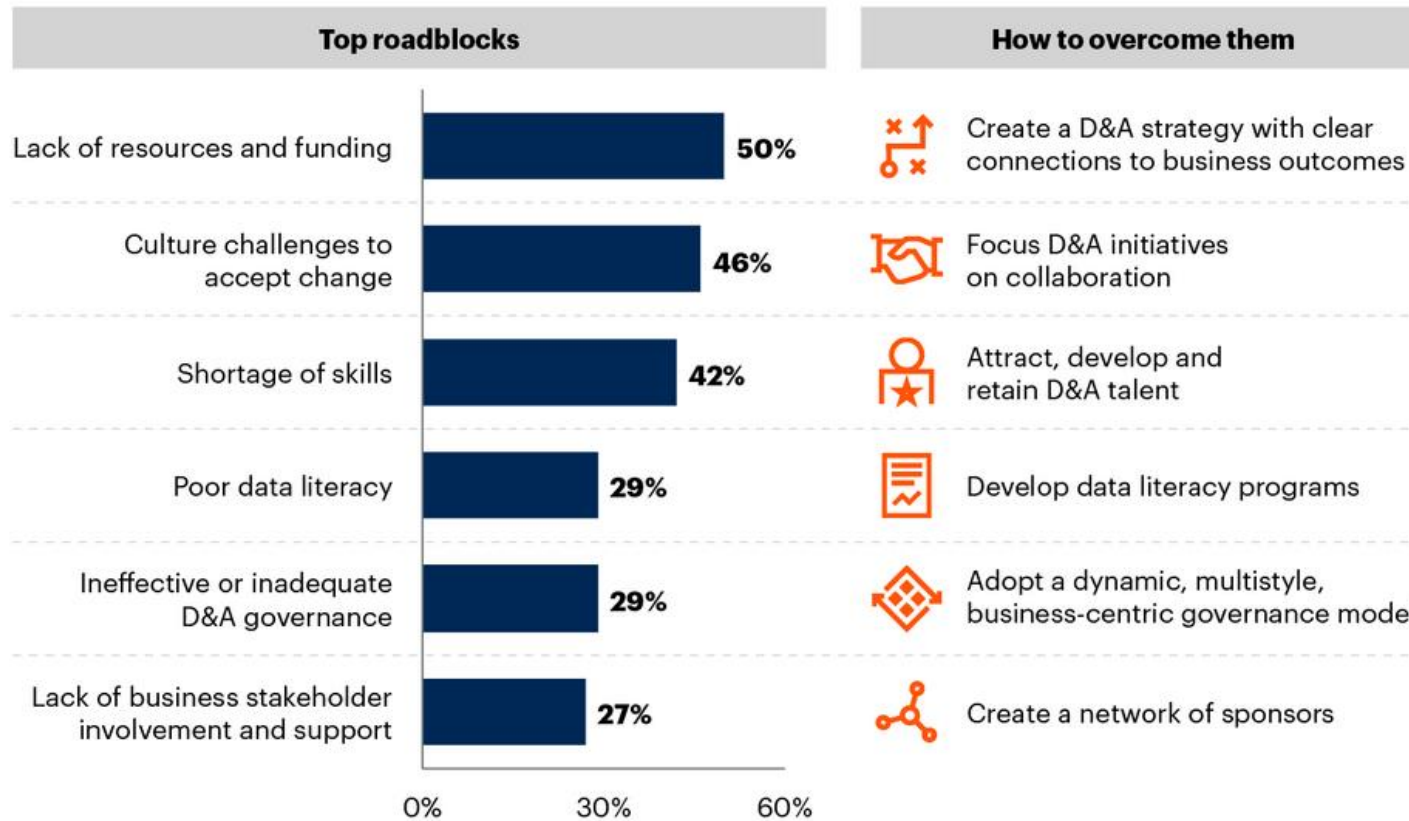 Top roadblocks
How to overcome them
Lack of resources and funding
50%
Create a D&A strategy with clear
connections to business outcomes
Culture challenges to
accept change
46%
Focus D&A initiatives
on collaboration
Shortage of skills
42%
Attract, develop and
retain D&A talent
Poor data literacy
29%
Develop data literacy programs
Ineffective or inadequate
D&A governance
29%
Adopt a dynamic, multistyle,
business-centric governance mode
Lack of business stakeholder
involvement and support
27%
Create a network of sponsors
0%
30%
60%